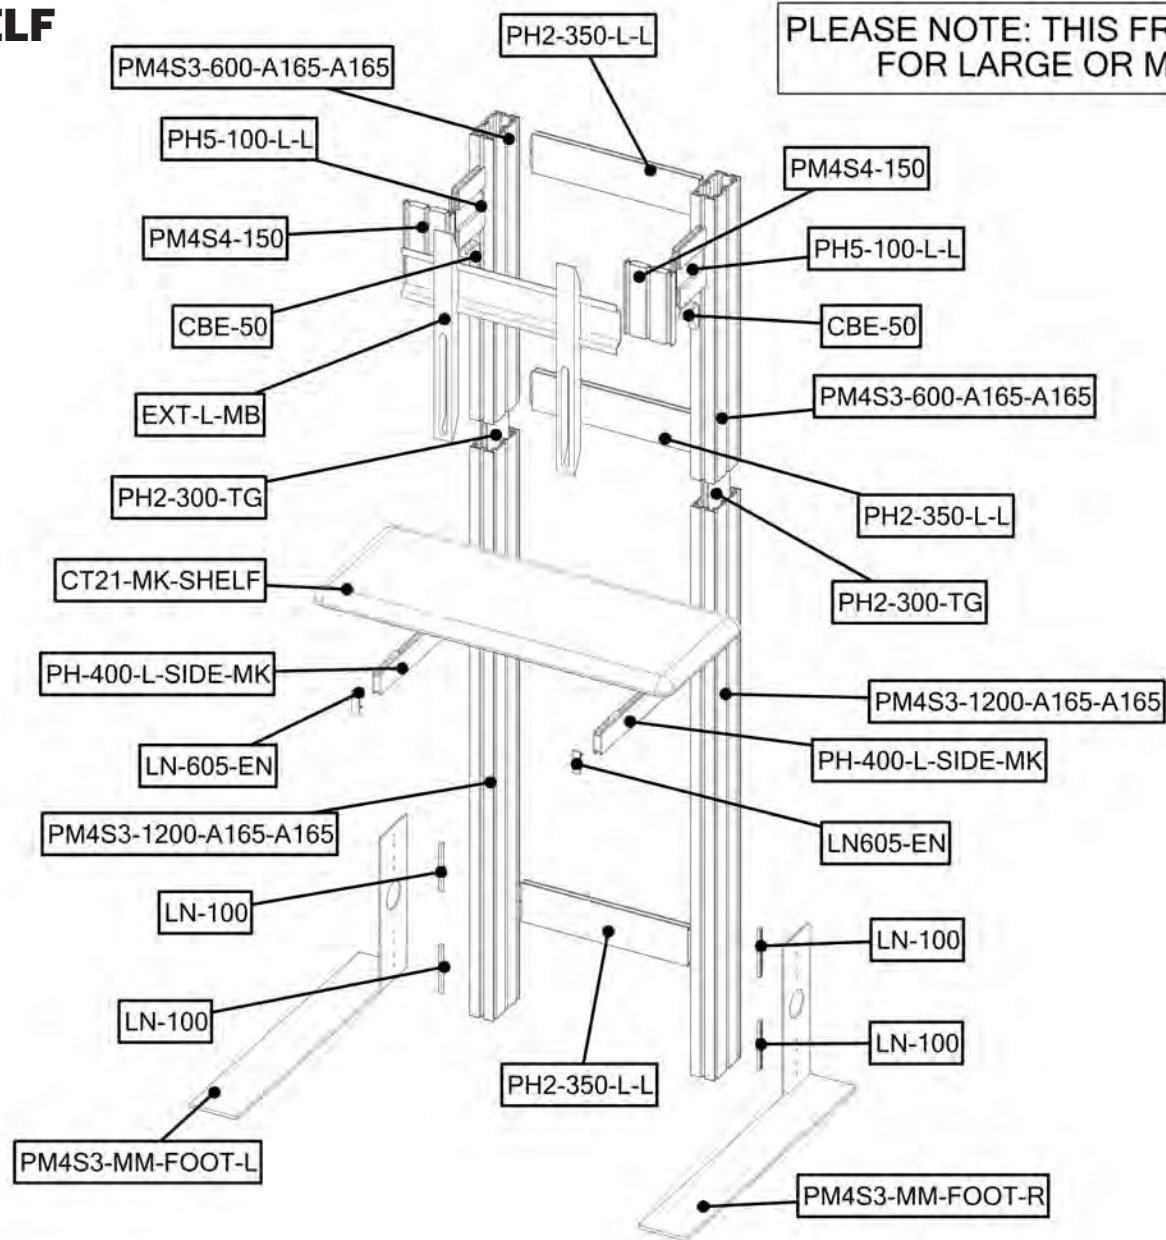 ELF
PLEASE NOTE: THIS FR
FOR LARGE OR M
PH2-350-L-L
PM4S3-600-A165-A165
PH5-100-L-L
PM4S4-150
PM4S4-150
PH5-100-L-L
CBE-50
CBE-50
EXT-L-MB
PM4S3-600-A165-A165
PH2-300-TG
PH2-350-L-L
CT21-MK-SHELF
PH2-300-TG
PH-400-L-SIDE-MK
PM4S3-1200-A165-A165
LN-605-EN
PH-400-L-SIDE-MK
PM4S3-1200-A165-A165
LN605-EN
LN-100
LN-100
LN-100
LN-100
PH2-350-L-L
PM4S3-MM-FOOT-L
PM4S3-MM-FOOT-R